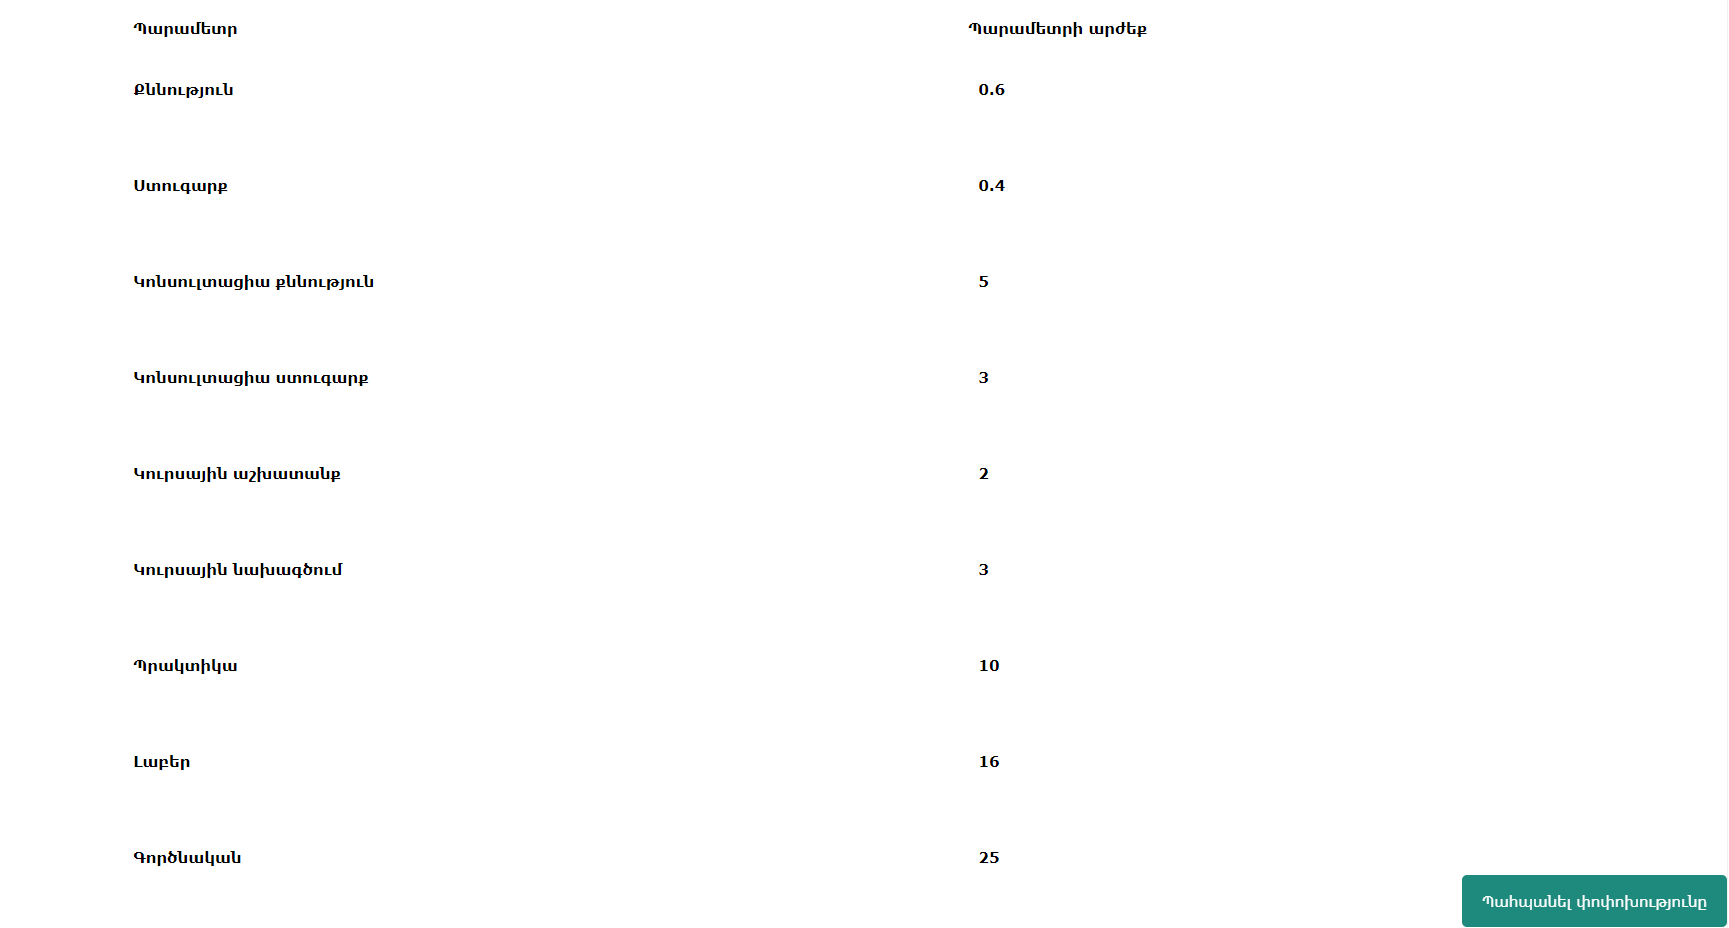 Պարամետր Պարամետրի արժեք
Քննություն 0.6
Ստուգարք 0.4
Կոնսուլտացիա քննություն 5
Կոնսուլտացիա ստուգարք 3
Կուրսային աշխատանք 2
Կուրսային նախագծում 3
Պրակտիկա 10
Լաբեր 16
Գործնական 25
Պահպանել փոփոխությունը